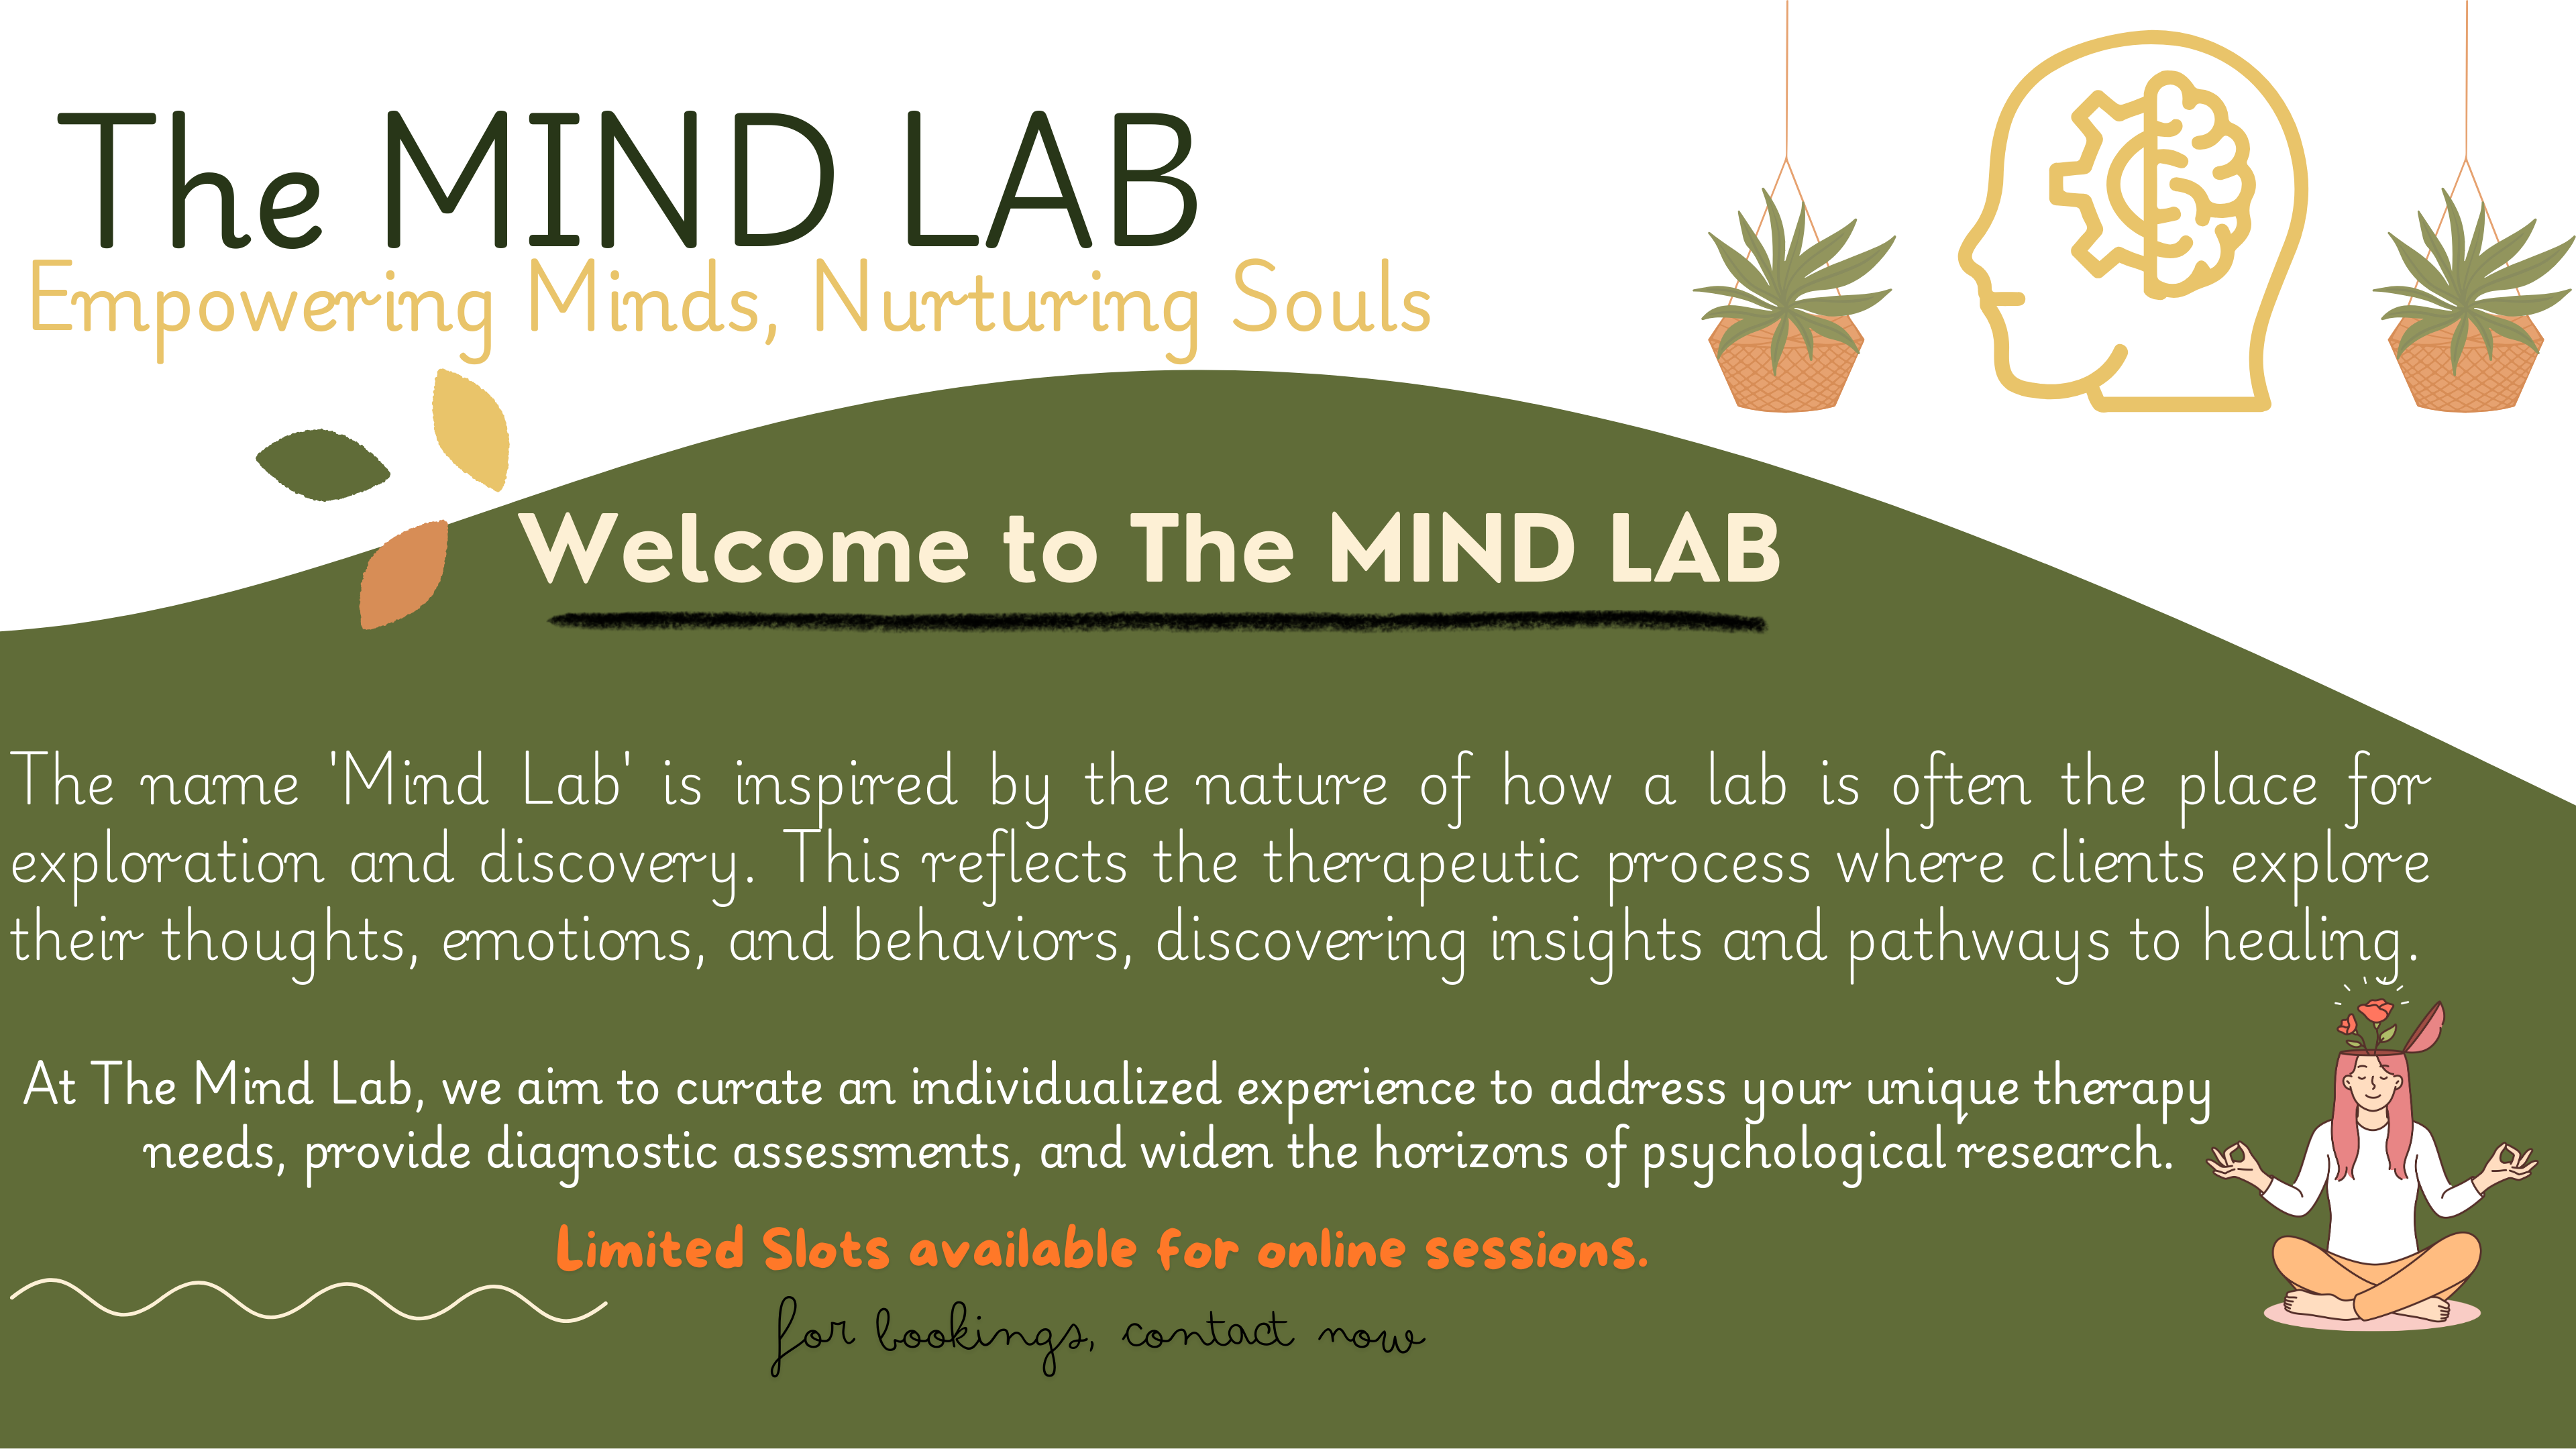 The MIND LAB
Empowering Minds, Nurturing Souls
Welcome to The MIND LAB
The name 'Mind Lab' is inspired by the nature of how a lab is often the place for
exploration and discovery. This reflects the therapeutic process where clients explore
their thoughts, emotions, and behaviors, discovering insights and pathways to healing.
At The Mind Lab, we aim to curate an individualized experience to address your unique therapy
needs, provide diagnostic assessments, and widen the horizons of psychological research.
Limited Slots available for online sessions.
for bookings, contact now